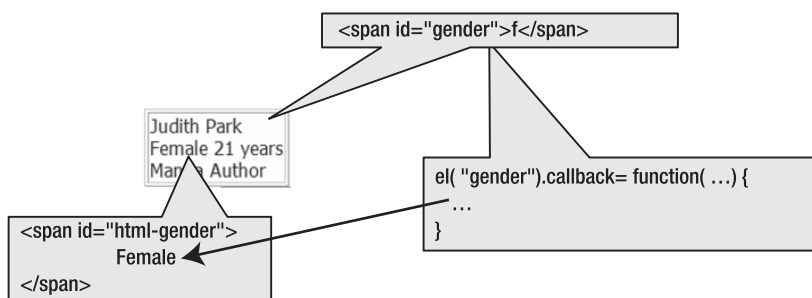 <span id="gender">f</span>
Judith Park
Female 21 years
Author
el( "gender").callback= function( ...) {
...
}
<span id="html-gender">
Female
</span>